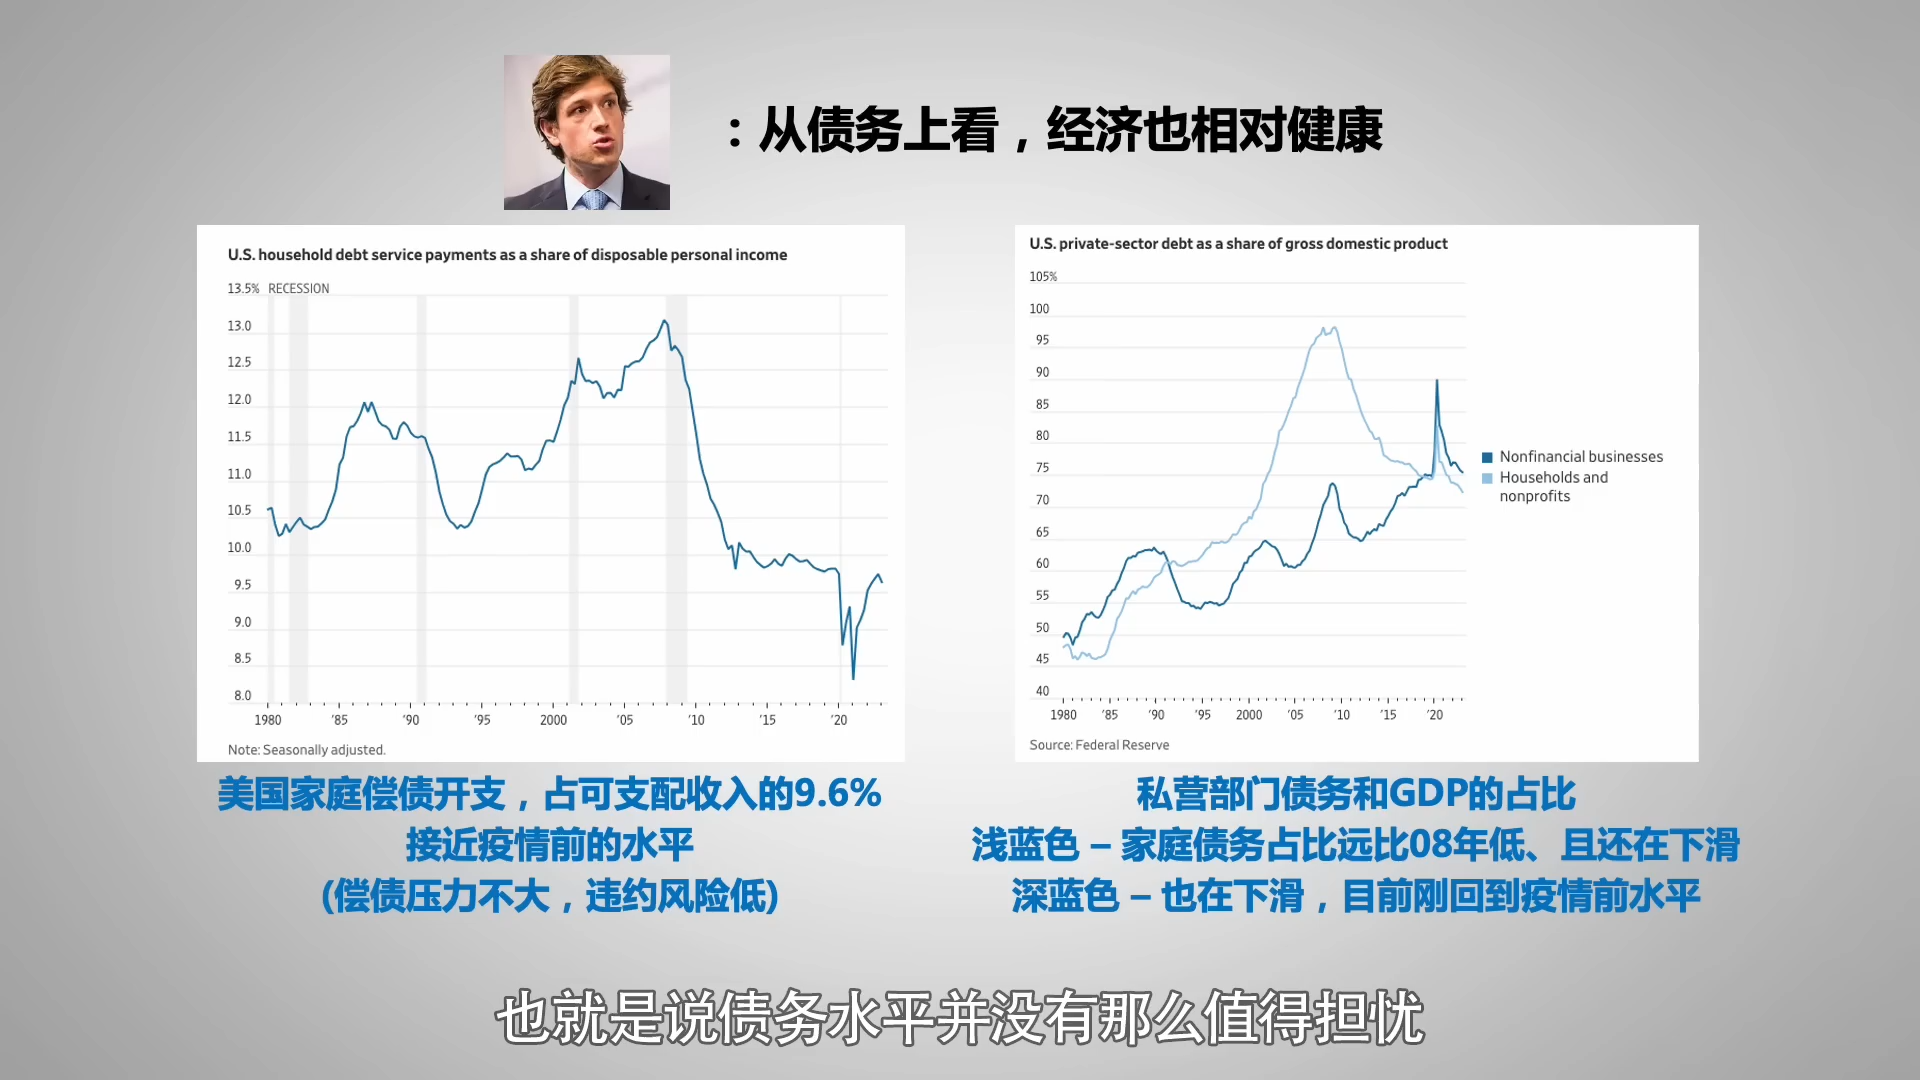 ：从债务上看，经济也相对健康
U.S. household debt service payments as a share of disposable personal income
13.5% RECESSION
13.0
12.5
12.0
11.5
11.0
10.5
10.0
9.5
9.0
8.5
8.0
1980 '85 '90 '95 2000 '05 '10 '15 '20
Note: Seasonally adjusted.
U.S. private-sector debt as a share of gross domestic product
105%
100
95
90
85
80
75
70
65
60
55
50
45
40
1980 '85 '90 '95 2000 '05 '10 '15 '20
Nonfinancial businesses
Households and
nonprofits
Source: Federal Reserve
美国家庭偿债开支，占可支配收入的9.6%
接近疫情前的水平
(偿债压力不大，违约风险低)
私营部门债务和GDP的占比
浅蓝色 – 家庭债务占比远比08年低、且还在下滑
深蓝色 – 也在下滑，目前刚回到疫情前水平
也就是说债务水平并没有那么值得担忧